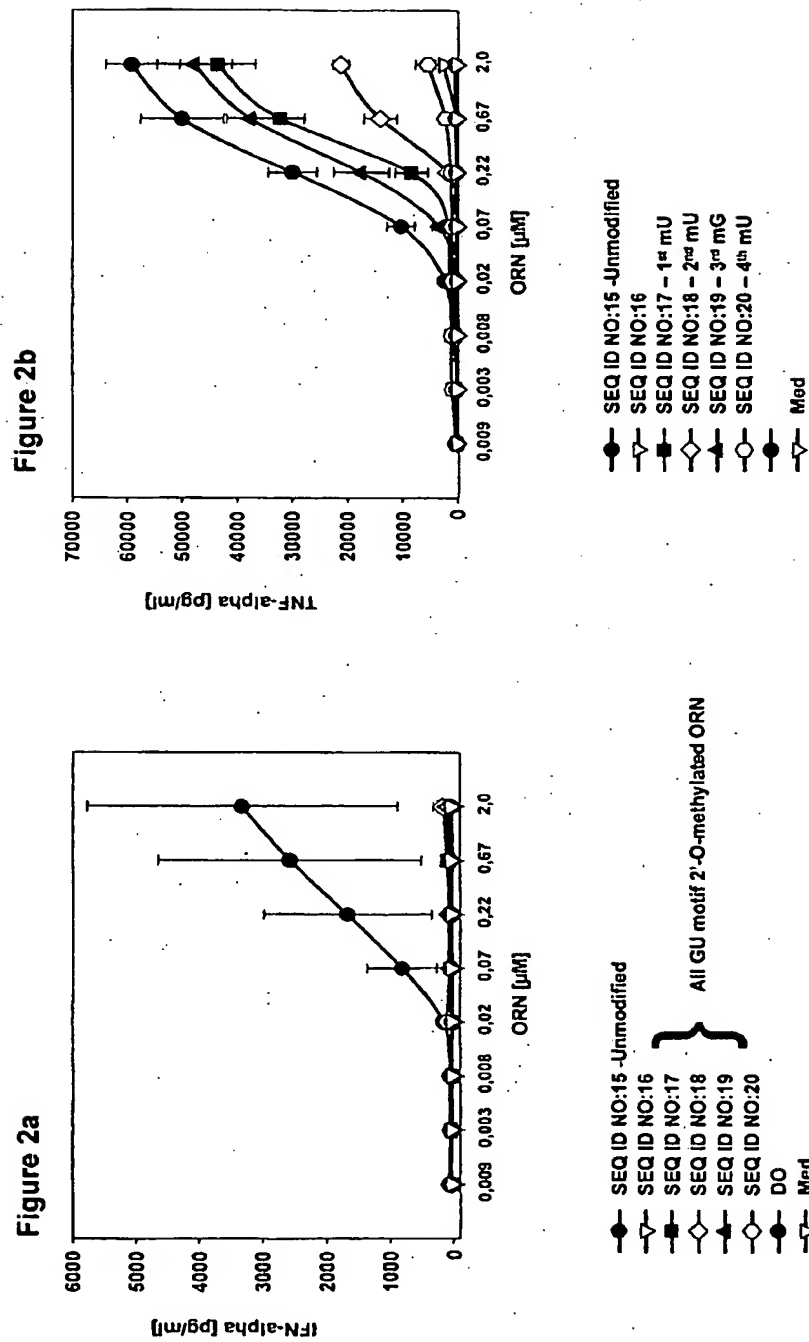 Figure 2a
IFN-alpha [pg/ml]
6000
5000
4000
3000
2000
1000
0
0,009 0,003 0,008 0,02 0,07 0,22 0,67 2,0
ORN [µM]
SEQ ID NO:15 -Unmodified
SEQ ID NO:16
SEQ ID NO:17
SEQ ID NO:18
SEQ ID NO:19
SEQ ID NO:20
DO
Med
All GU motif 2'-O-methylated ORN
Figure 2b
TNF-alpha [pg/ml]
70000
60000
50000
40000
30000
20000
10000
0
0,009 0,003 0,008 0,02 0,07 0,22 0,67 2,0
ORN [µM]
SEQ ID NO:15 -Unmodified
SEQ ID NO:16
SEQ ID NO:17 – 1st mU
SEQ ID NO:18 – 2nd mU
SEQ ID NO:19 – 3rd mG
SEQ ID NO:20 – 4th mU
Med